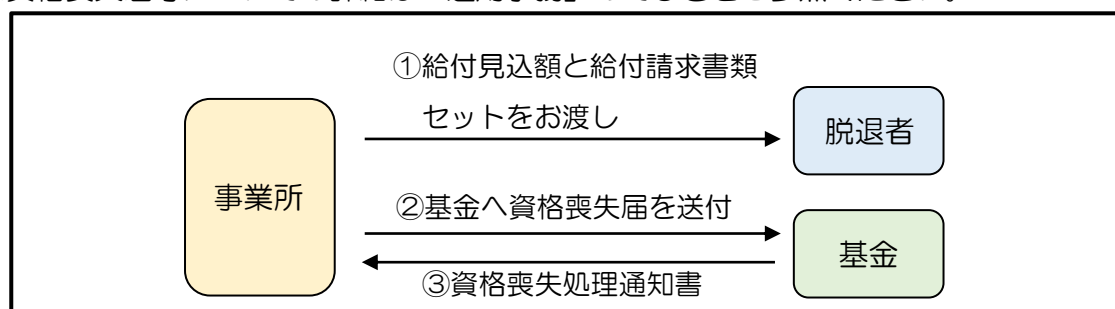 ①給付見込額と給付請求書類
セットをお渡し
脱退者
事業所
②基金へ資格喪失届を送付
基金
③資格喪失処理通知書